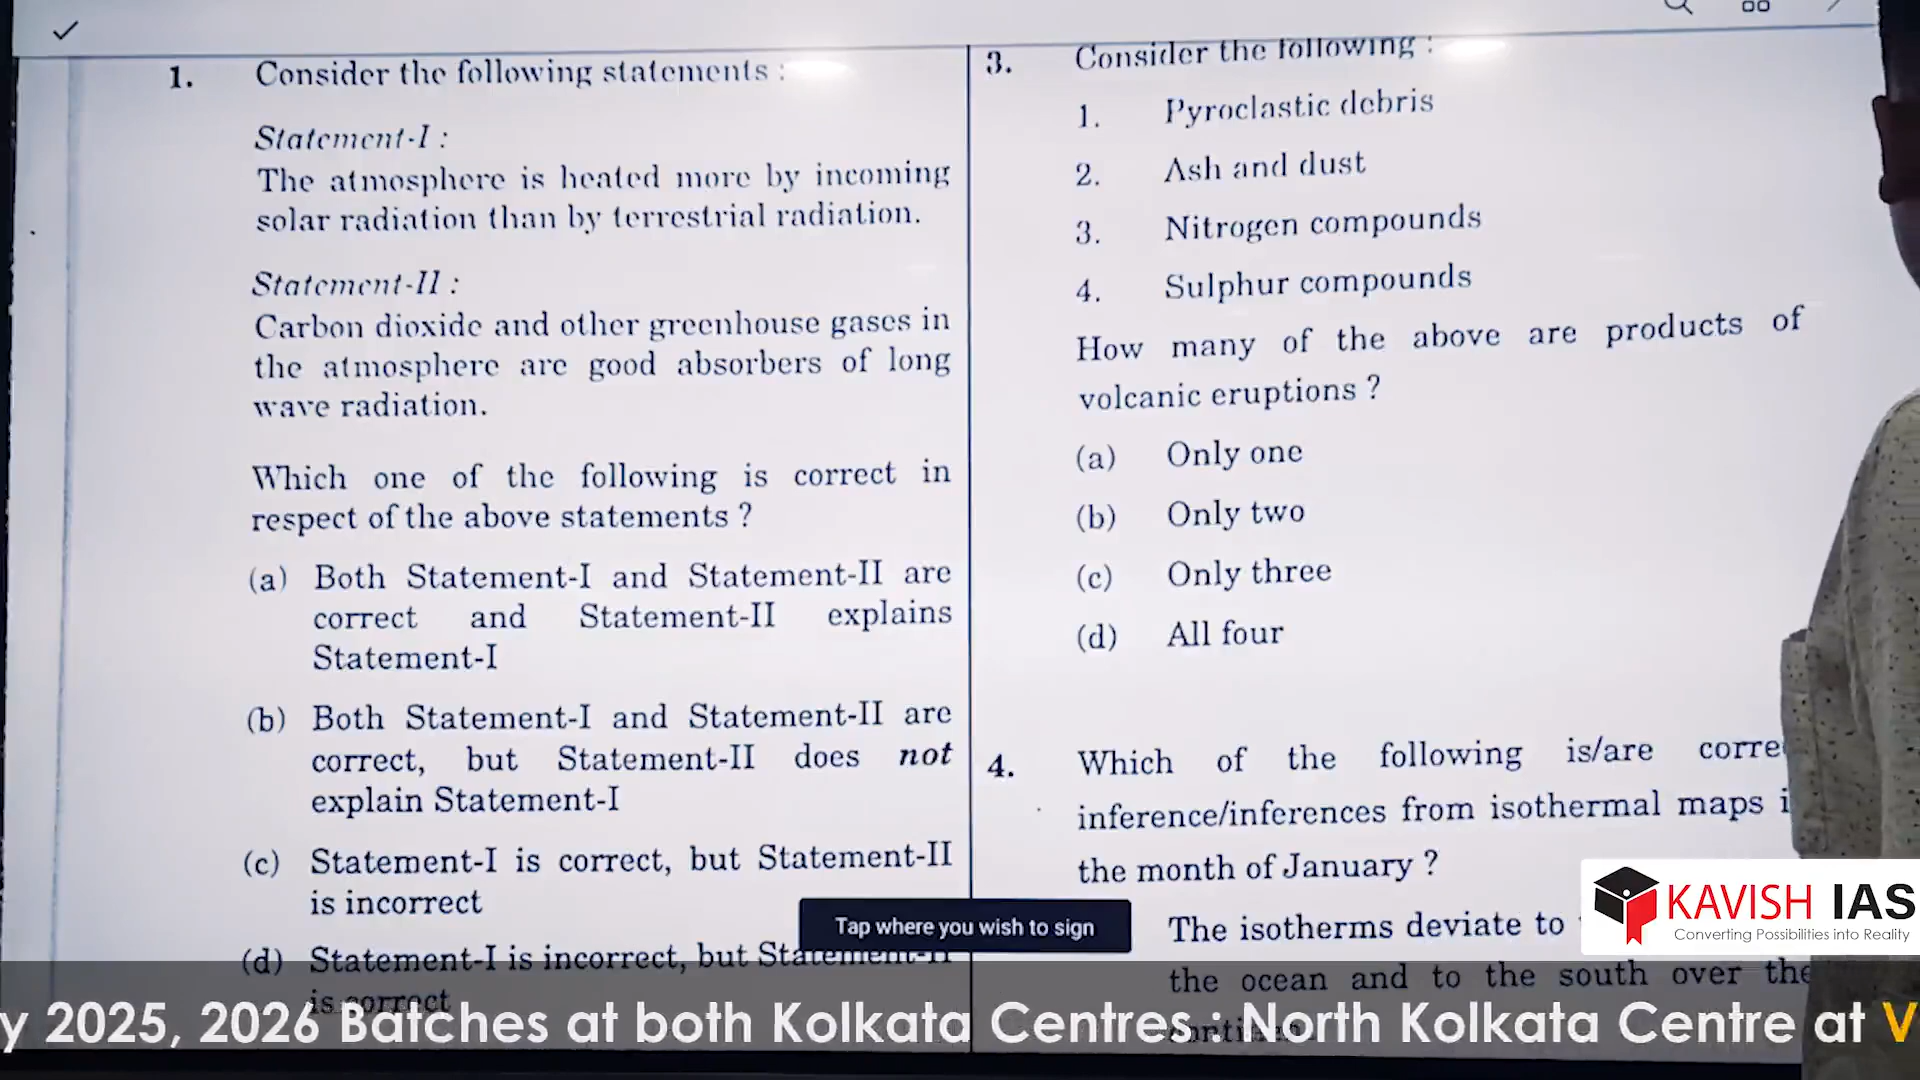 1. Consider the following statements :
Statement-I :
The atmosphere is heated more by incoming
solar radiation than by terrestrial radiation.
Statement-II :
Carbon dioxide and other greenhouse gases in
the atmosphere are good absorbers of long
wave radiation.
Which one of the following is correct in
respect of the above statements ?
(a) Both Statement-I and Statement-II are
correct and Statement-II explains
Statement-I
(b) Both Statement-I and Statement-II are
correct, but Statement-II does not
explain Statement-I
(c) Statement-I is correct, but Statement-II
is incorrect
(d) Statement-I is incorrect, but Statement-II
is correct
3. Consider the following :
1. Pyroclastic debris
2. Ash and dust
3. Nitrogen compounds
4. Sulphur compounds
How many of the above are products of
volcanic eruptions ?
(a) Only one
(b) Only two
(c) Only three
(d) All four
4. Which of the following is/are
inference/inferences from isothermal maps
the month of January ?
The isotherms deviate to
the ocean and to the south over the
Tap where you wish to sign
KAVISH IAS
Converting Possibilities into Reality
y 2025, 2026 Batches at both Kolkata Centres : North Kolkata Centre at V